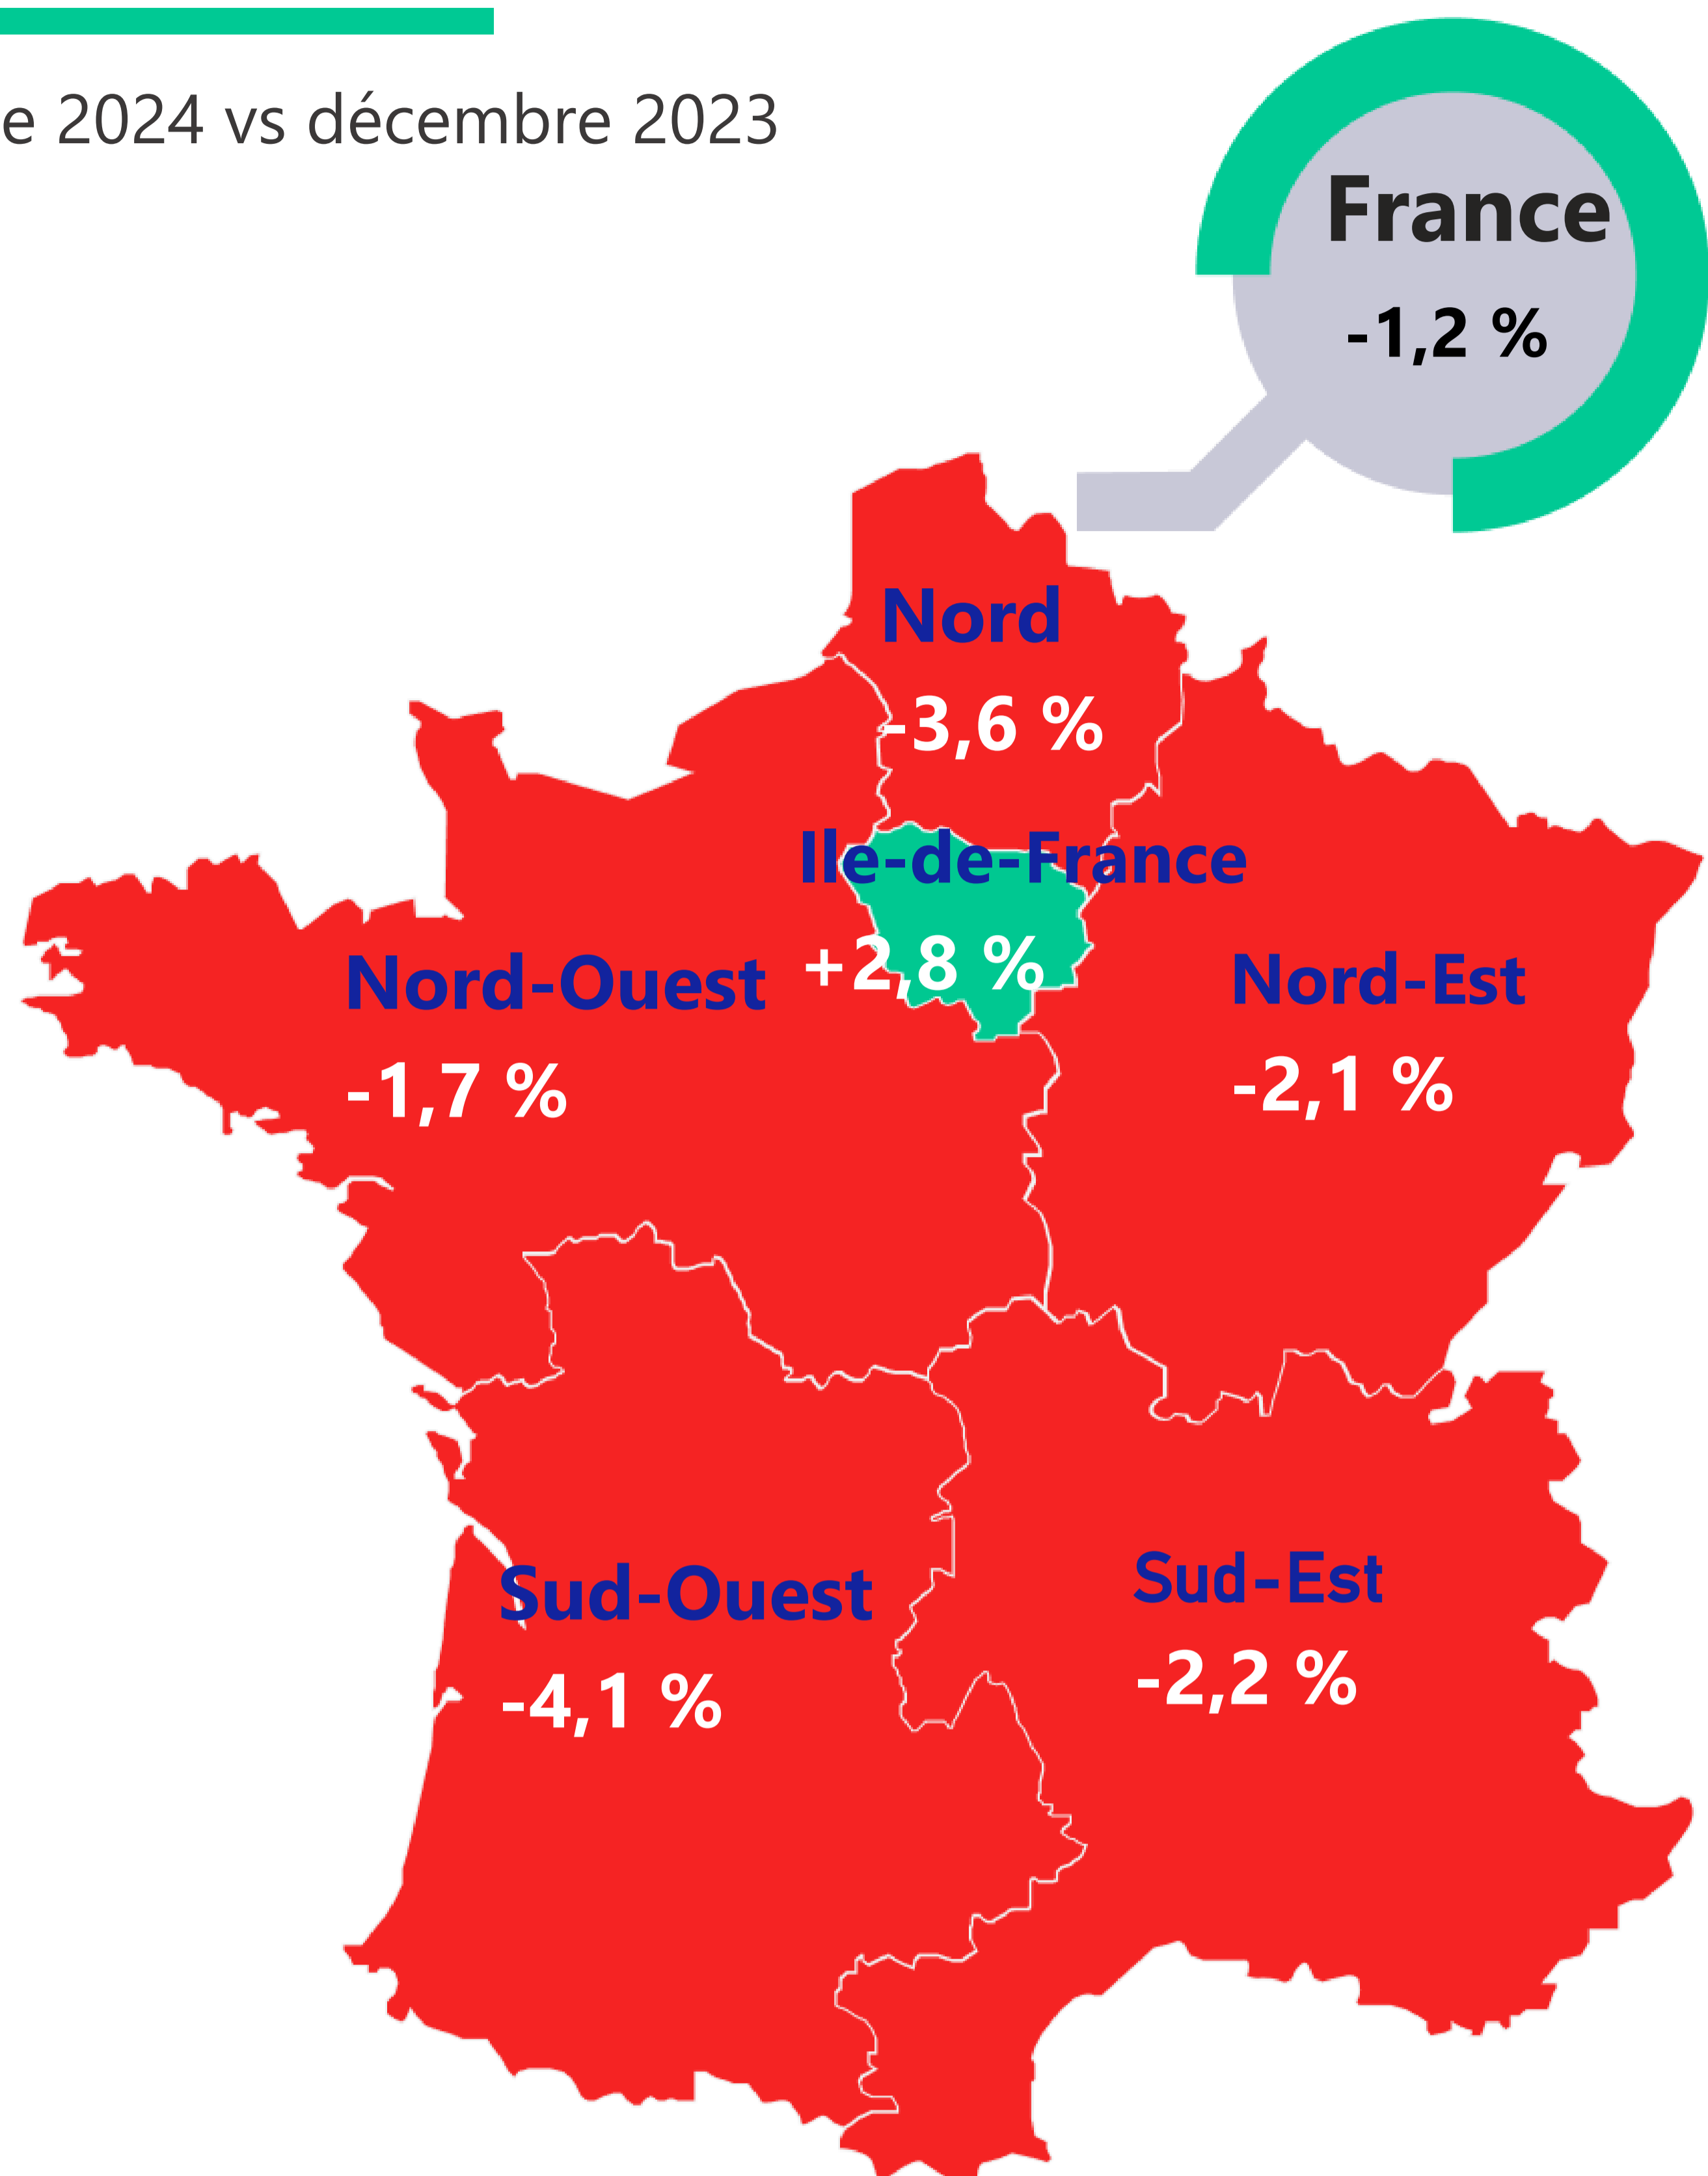 e 2024 vs décembre 2023
France
-1,2 %
Nord
-3,6 %
Ile-de-France
+2,8 %
Nord-Ouest
-1,7 %
Nord-Est
-2,1 %
Sud-Ouest
-4,1 %
Sud-Est
-2,2 %